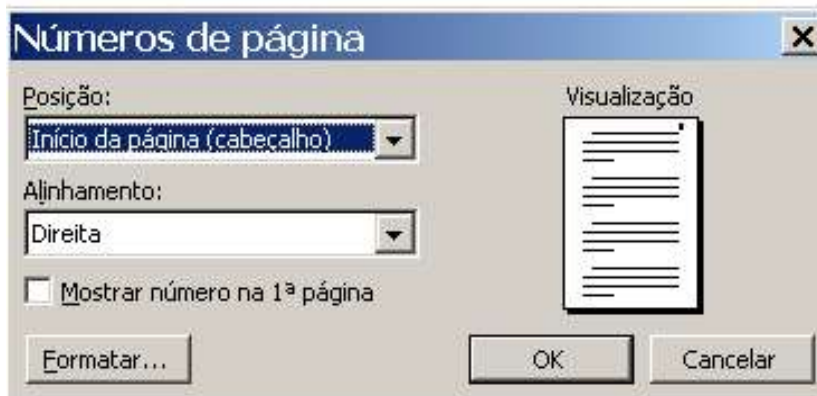 Números de página
Posição:
Visualização
Início da página (cabeçalho)
Alinhamento:
Direita
Mostrar número na 1ª página
Formatar...
OK
Cancelar